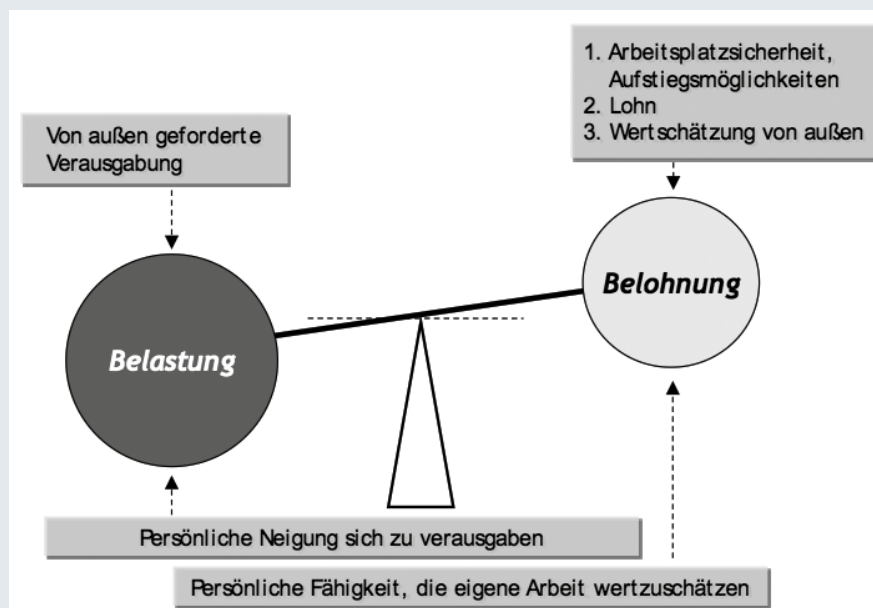 1. Arbeitsplatzsicherheit,
Aufstiegsmöglichkeiten
2. Lohn
3. Wertschätzung von außen
Von außen geforderte
Verausgabung
Belohnung
Belastung
Persönliche Neigung sich zu verausgaben
Persönliche Fähigkeit, die eigene Arbeit wertzuschätzen